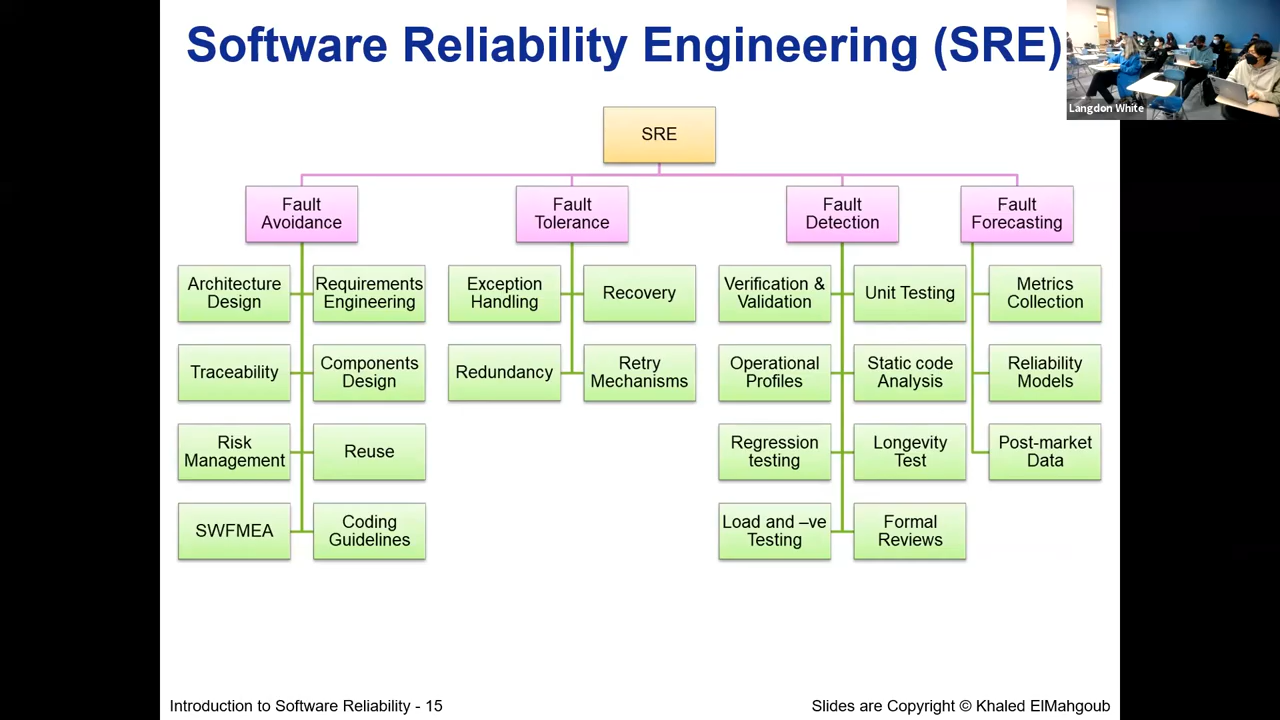 Software Reliability Engineering (SRE)
Langdon White
SRE
Fault
Avoidance
Fault
Tolerance
Fault
Detection
Fault
Forecasting
Architecture
Design
Requirements
Engineering
Traceability
Components
Design
Risk
Management
Reuse
SWFMEA
Coding
Guidelines
Exception
Handling
Recovery
Redundancy
Retry
Mechanisms
Verification &
Validation
Unit Testing
Operational
Profiles
Static code
Analysis
Regression
testing
Longevity
Test
Load and –ve
Testing
Formal
Reviews
Metrics
Collection
Reliability
Models
Post-market
Data
Introduction to Software Reliability - 15
Slides are Copyright © Khaled ElMahgoub